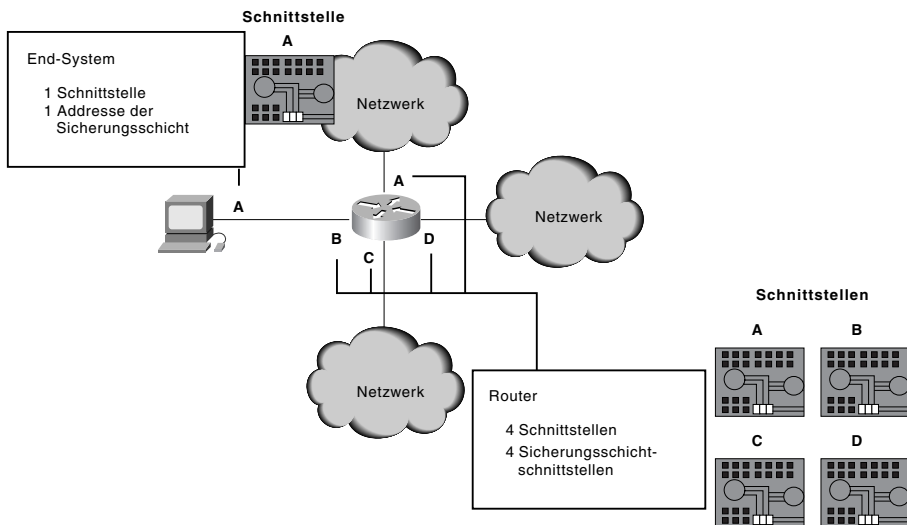 Schnittstelle
A
End-System
1 Schnittstelle
1 Addresse der
Sicherungsschicht
Netzwerk
A
A
Netzwerk
B
D
C
Netzwerk
Schnittstellen
A
B
Router
4 Schnittstellen
4 Sicherungsschicht-
schnittstellen
C
D